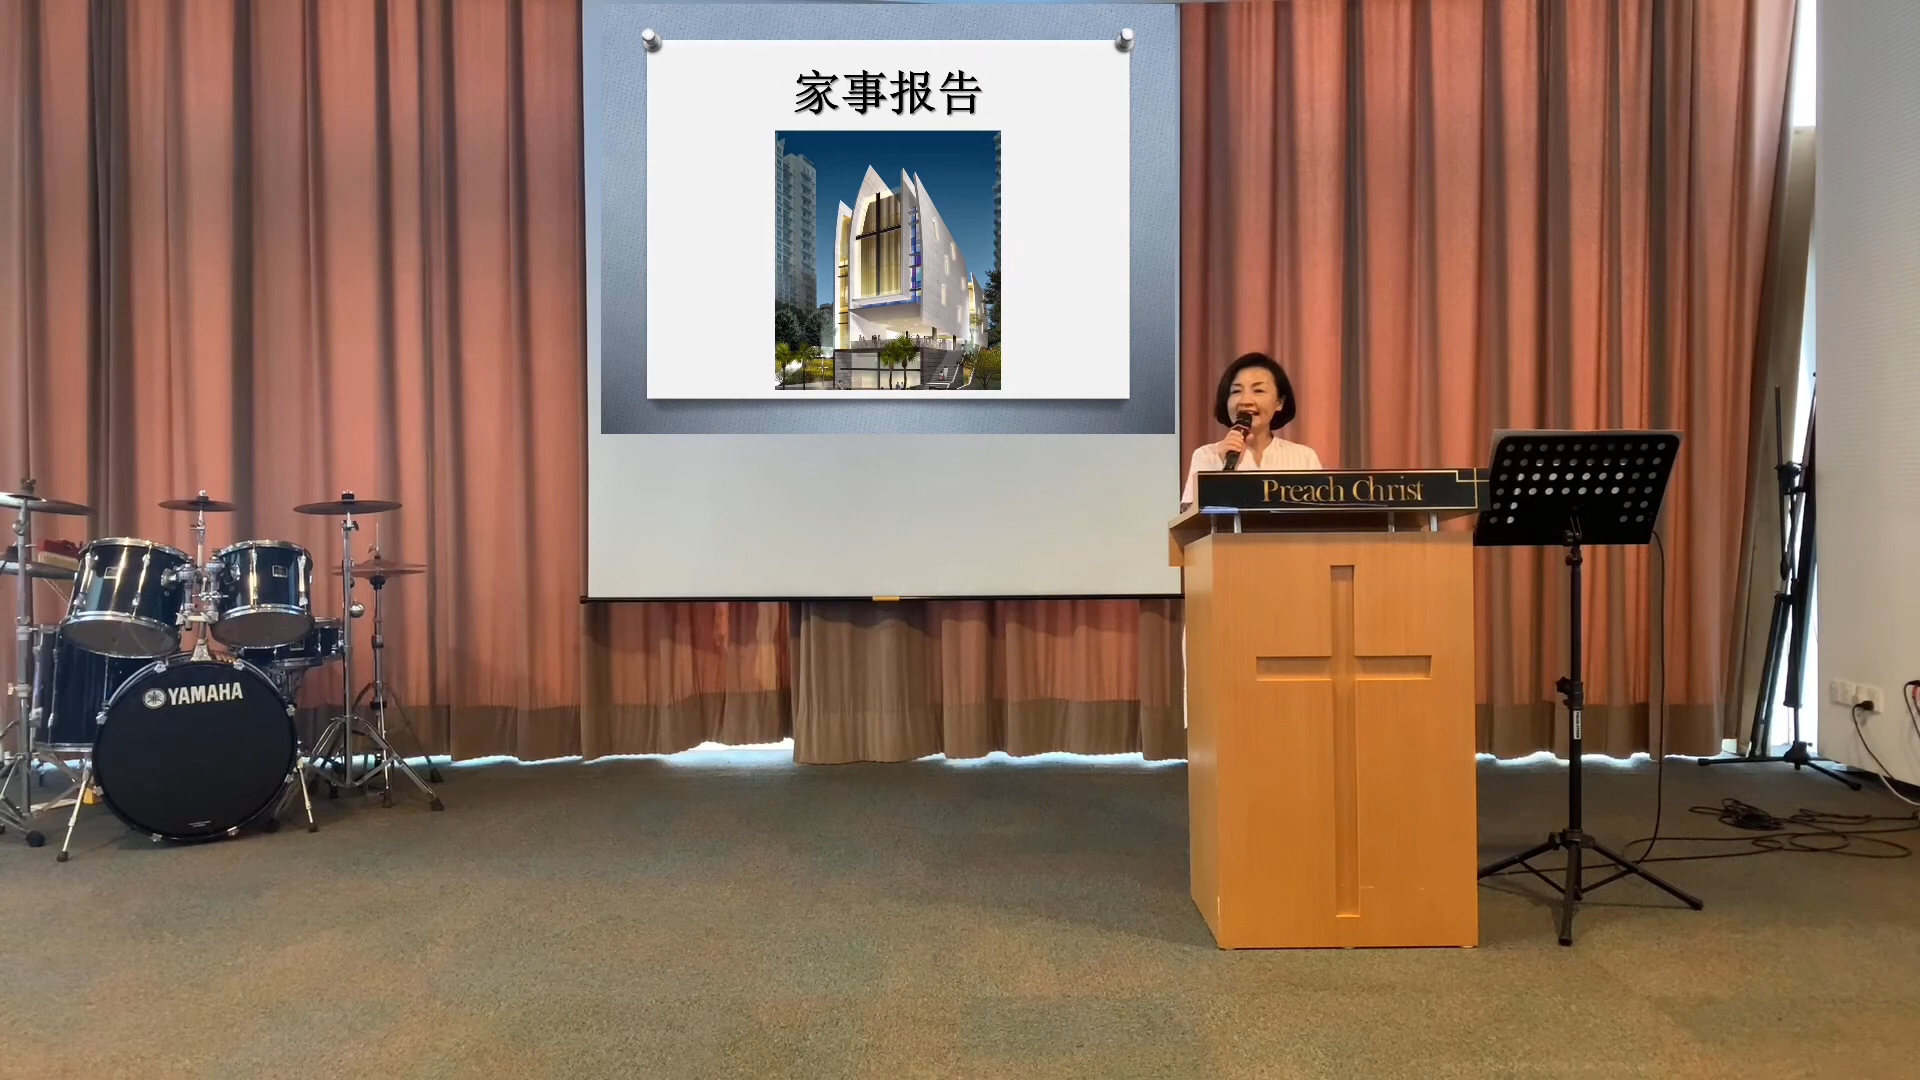 家事报告
Preach Christ
YAMAHA